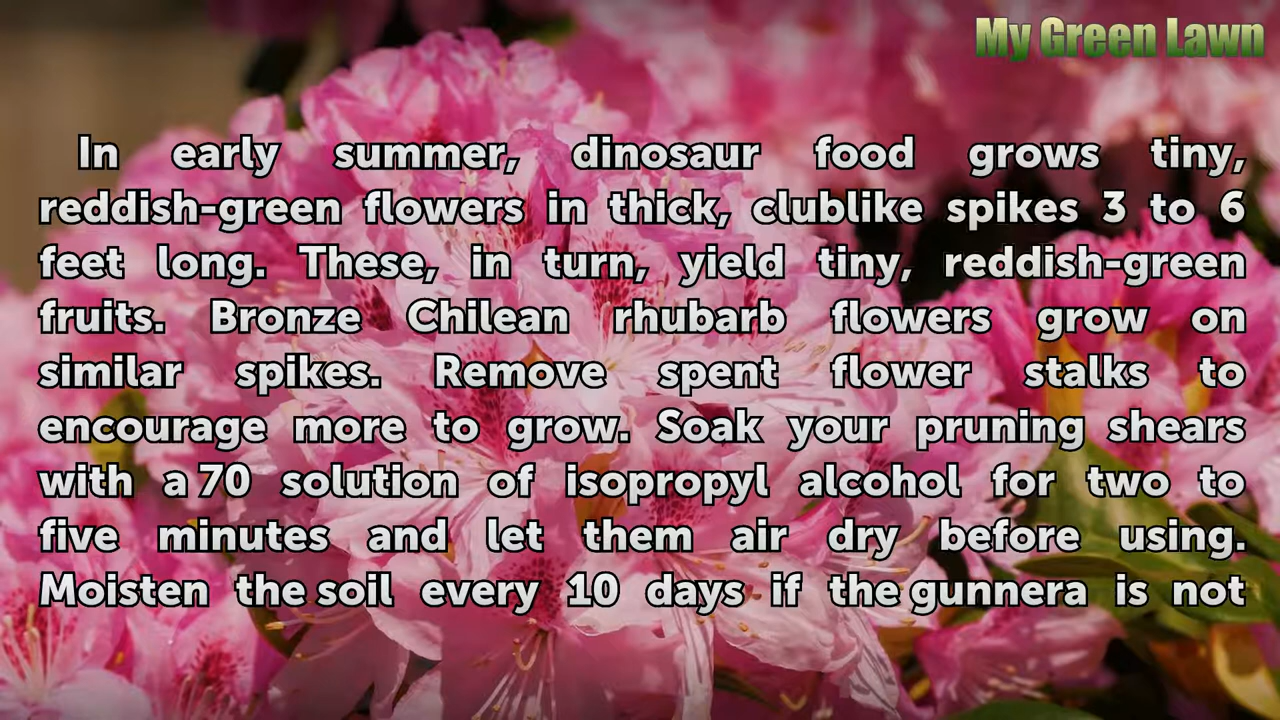 My Green Lawn
In early summer, dinosaur food grows tiny,
reddish-green flowers in thick, clublike spikes 3 to 6
feet long. These, in turn, yield tiny, reddish-green
fruits. Bronze Chilean rhubarb flowers grow on
similar spikes. Remove spent flower stalks to
encourage more to grow. Soak your pruning shears
with a 70 solution of isopropyl alcohol for two to
five minutes and let them air dry before using.
Moisten the soil every 10 days if the gunnera is not